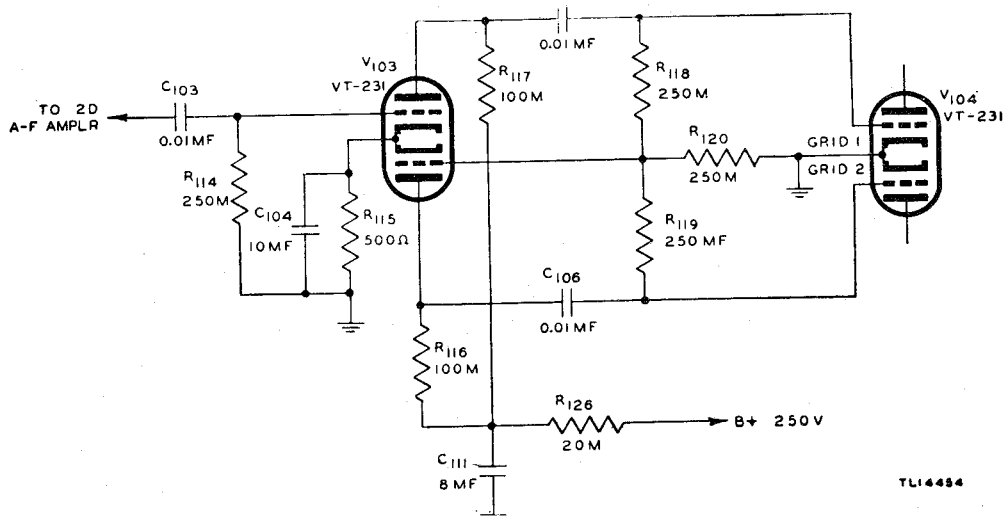 0.01 MF
V103
VT-231
R117
100M
R118
250M
V104
VT-231
C103
TO 2D
A-F AMPLR
0.01MF
R120
250M
GRID 1
GRID 2
R114
250M
C104
10MF
R115
500Ω
R119
250MF
C106
0.01MF
R116
100M
R126
20M
B+ 250V
C111
8 MF
TL14454